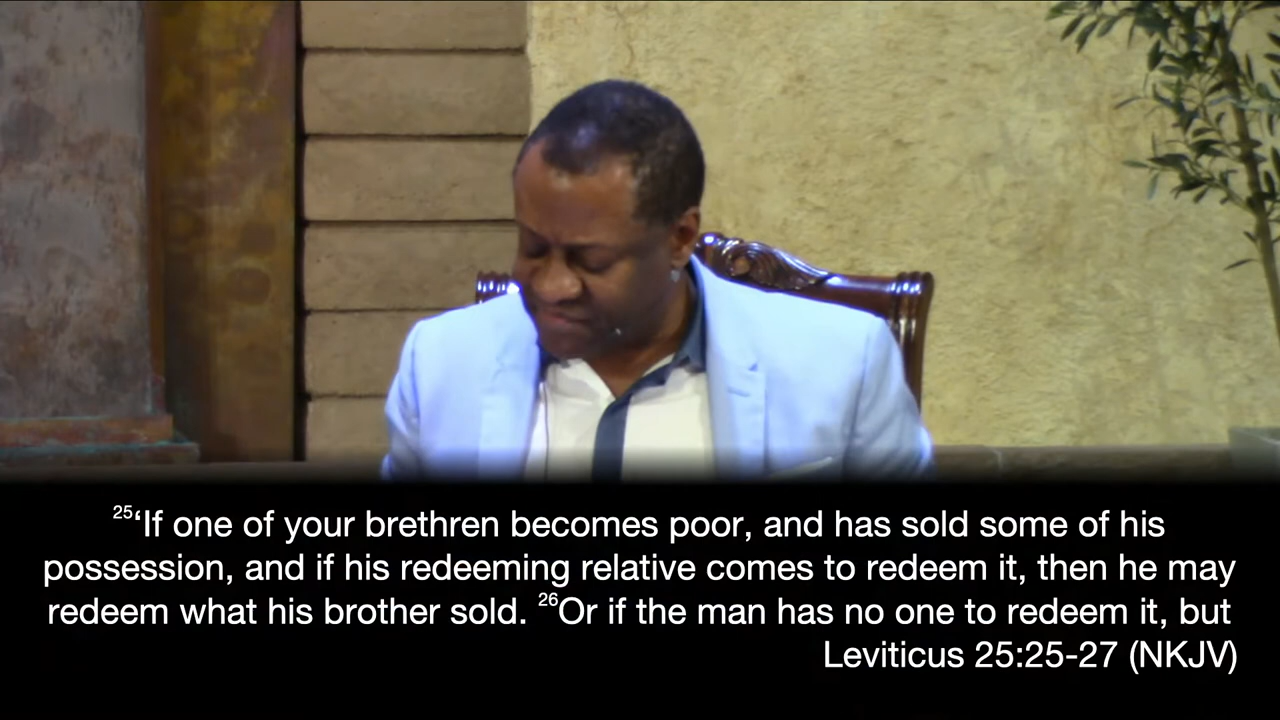 ²⁵‘If one of your brethren becomes poor, and has sold some of his
possession, and if his redeeming relative comes to redeem it, then he may
redeem what his brother sold. ²⁶Or if the man has no one to redeem it, but
Leviticus 25:25-27 (NKJV)